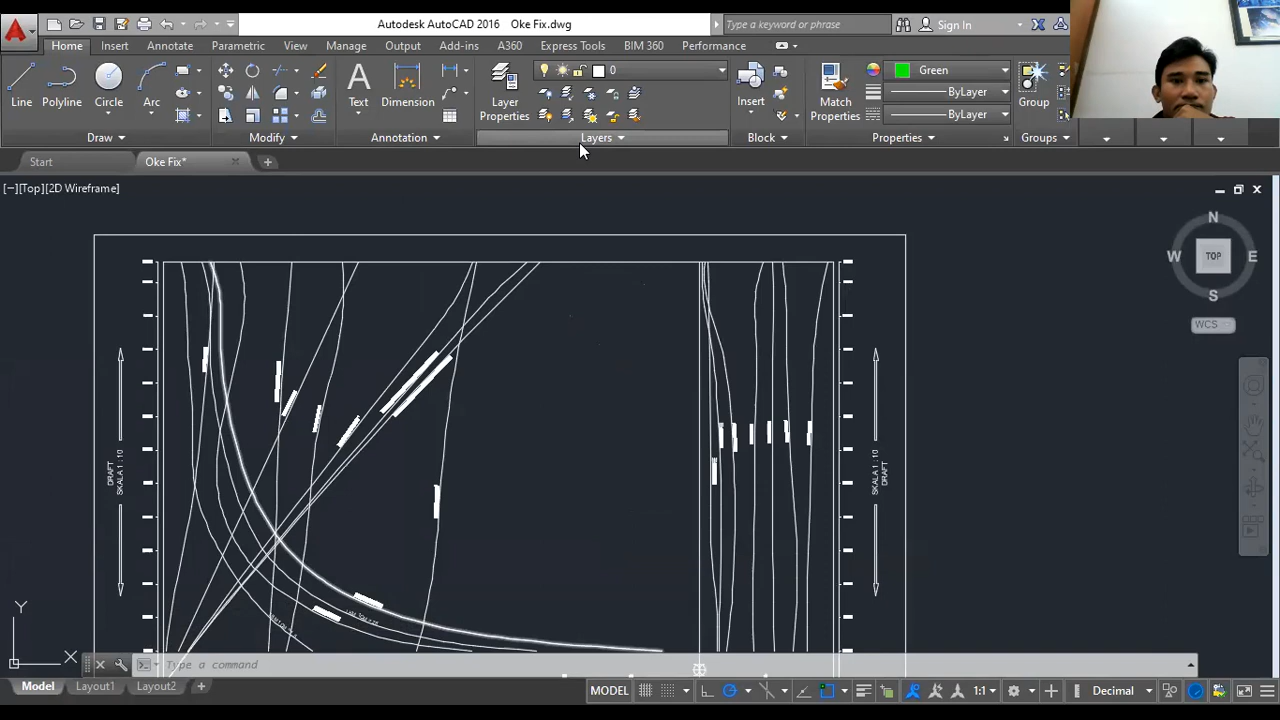 Autodesk AutoCAD 2016 Oke Fix.dwg
Type a keyword or phrase
Sign In
Home Insert Annotate Parametric View Manage Output Add-ins A360 Express Tools BIM 360 Performance
Line Polyline Circle Arc
Text Dimension
Layer Properties
0
Insert
Match Properties
Green
ByLayer
ByLayer
Group
Draw Modify Annotation Layers Block Properties Groups
Start Oke Fix*
[−][Top][2D Wireframe]
N
W TOP E
S
WCS
DRAFT
SKALA 1 : 10
SKALA 1 : 10
DRAFT
Y
X
Type a command
Model Layout1 Layout2
MODEL 1:1 Decimal